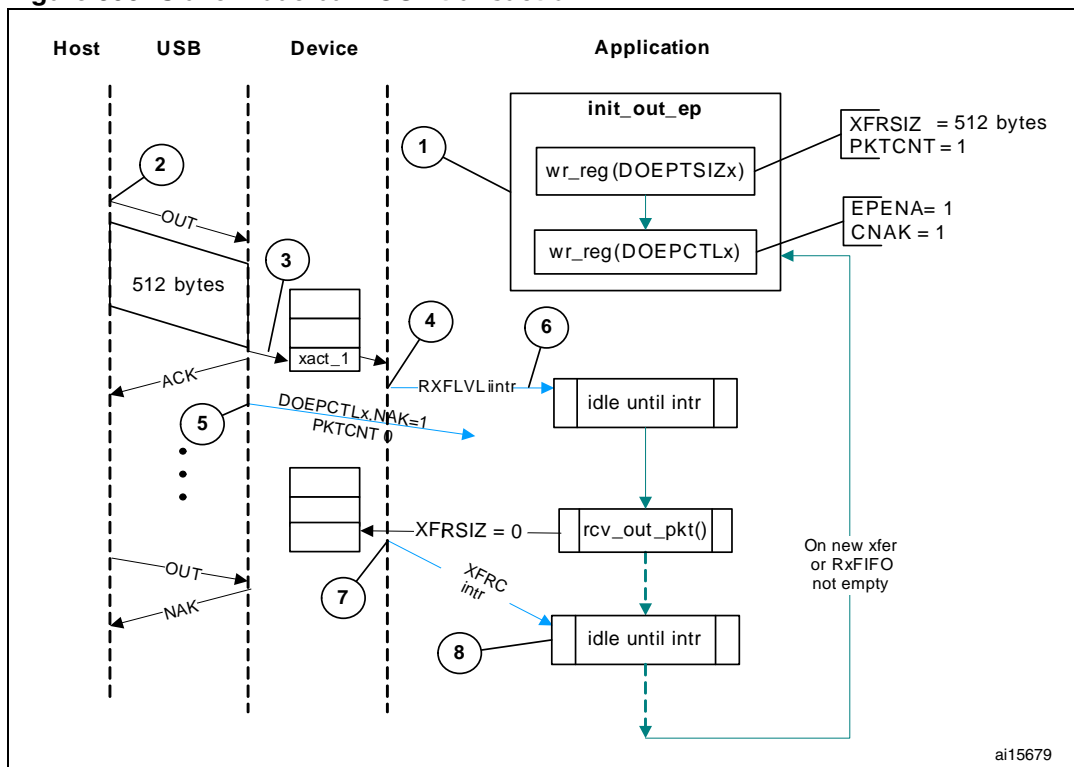 Host USB Device Application
init_out_ep
XFRSIZ = 512 bytes
PKTCNT = 1
1
wr_reg(DOEPTSIZx)
2
OUT
EPENA= 1
CNAK = 1
wr_reg(DOEPCTLx)
3
512 bytes
4
6
xact_1
ACK
RXFLVL iintr
idle until intr
5
DOEPCTLx.NAK=1
PKTCNT 0
XFRSIZ = 0
rcv_out_pkt()
On new xfer
or RxFIFO
not empty
OUT
XFRC
intr
7
NAK
idle until intr
8
ai15679